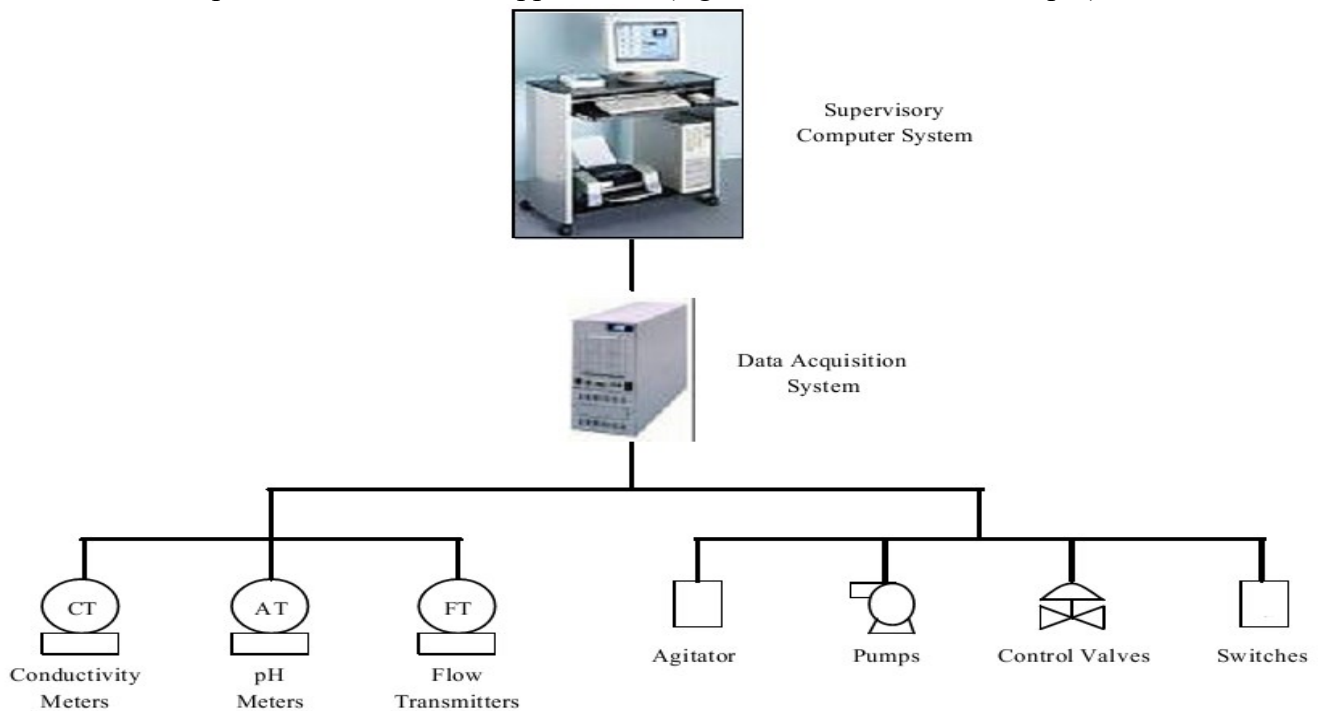 Supervisory
Computer System
Data Acquisition
System
CT
AT
FT
Conductivity
Meters
pH
Meters
Flow
Transmitters
Agitator
Pumps
Control Valves
Switches